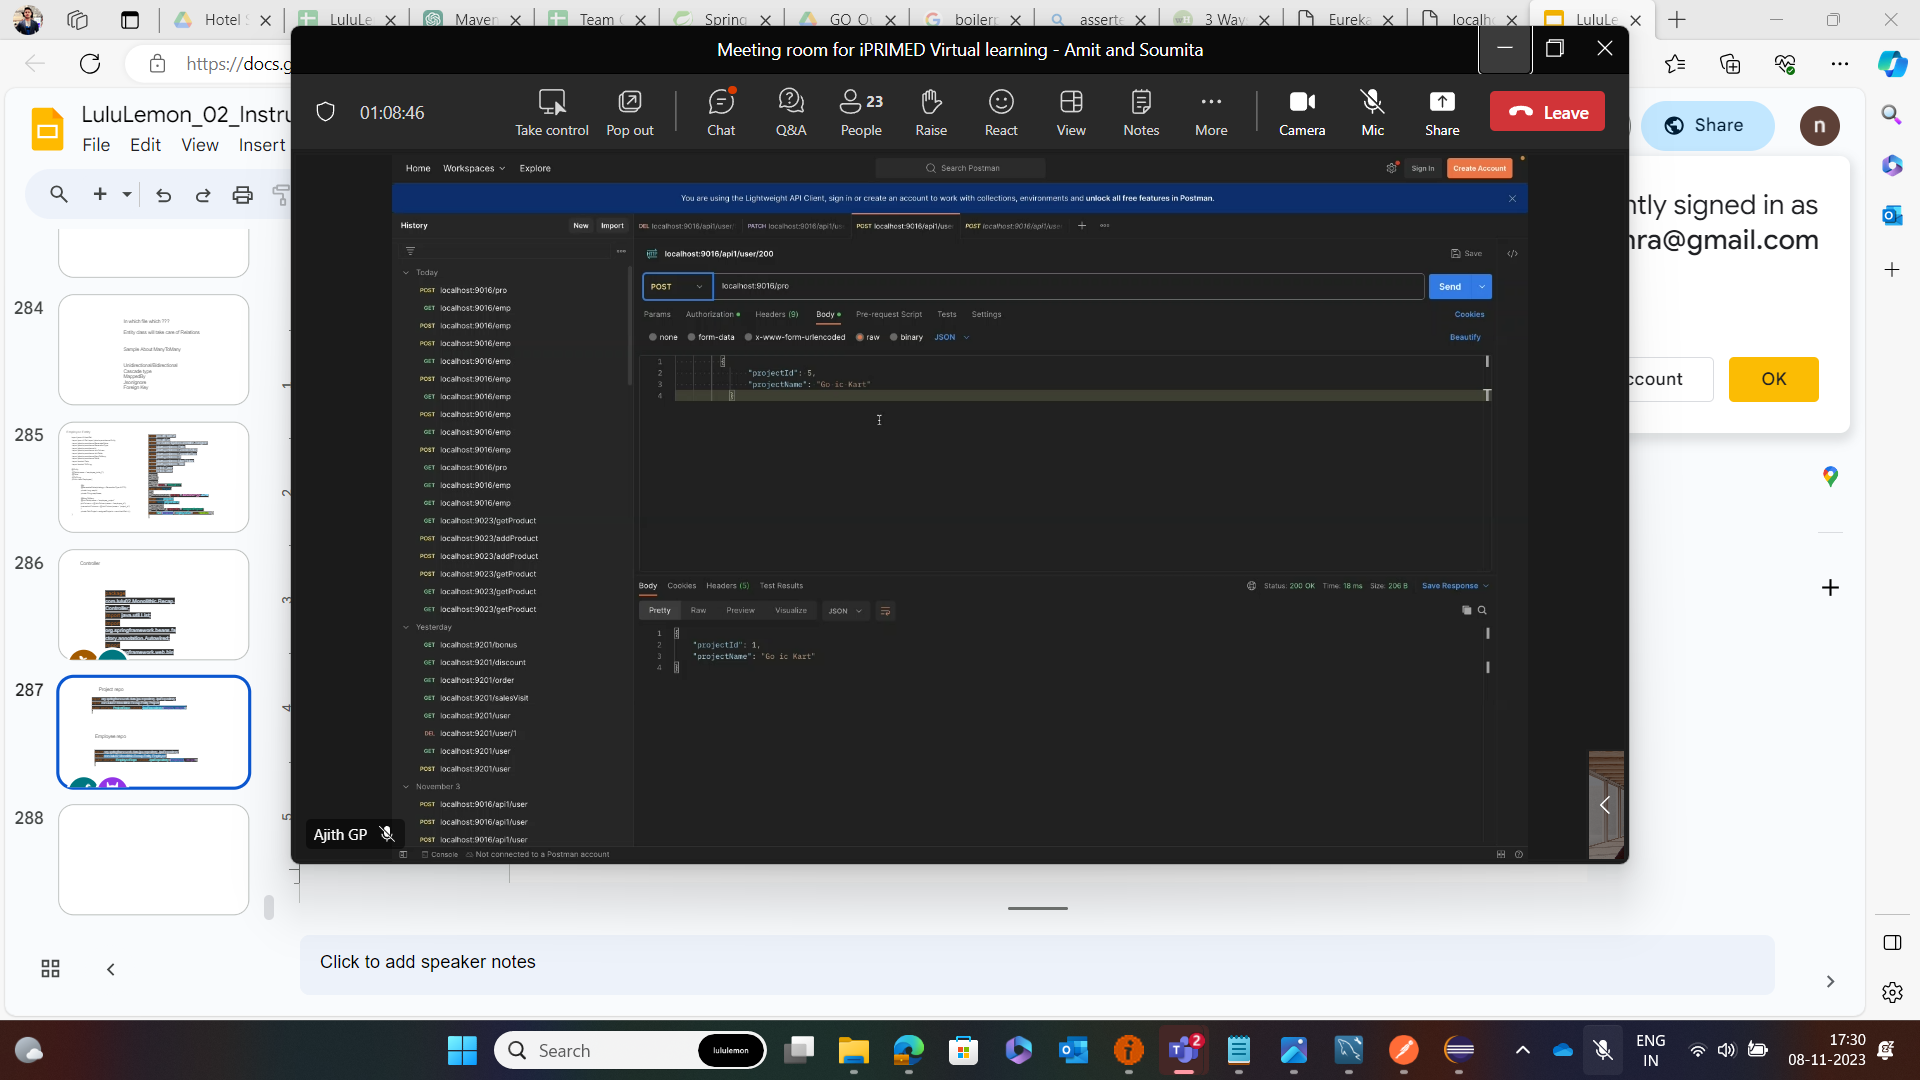 Hotel
LuluLe
Maven
Team
Spring
GO O
boiler
assert
3 Way
Eureka
localh
LuluLe
https://docs.g
LuluLemon_02_Instru
File Edit View Insert
Share
n
ntly signed in as
nra@gmail.com
ccount
OK
Meeting room for iPRIMED Virtual learning - Amit and Soumita
01:08:46
Take control
Pop out
Chat
Q&A
23
People
Raise
React
View
Notes
More
Camera
Mic
Share
Leave
Home Workspaces Explore
Search Postman
Sign In
Create Account
You are using the Lightweight API Client, sign in or create an account to work with collections, environments and unlock all free features in Postman.
History
New Import
DEL localhost:9016/api1/user
PATCH localhost:9016/api1/us
POST localhost:9016/api1/use
POST localhost:9016/api1/use
localhost:9016/api1/user/200
Save
POST
localhost:9016/pro
Send
Params Authorization Headers (9) Body Pre-request Script Tests Settings
Cookies
none form-data x-www-form-urlencoded raw binary JSON
Beautify
1 {
2 "projectId": 5,
3 "projectName": "Go ic Kart"
4 }
Today
POST localhost:9016/pro
GET localhost:9016/emp
POST localhost:9016/emp
POST localhost:9016/emp
GET localhost:9016/emp
POST localhost:9016/emp
GET localhost:9016/emp
POST localhost:9016/emp
GET localhost:9016/emp
POST localhost:9016/emp
GET localhost:9016/pro
GET localhost:9016/emp
GET localhost:9016/emp
GET localhost:9023/getProduct
POST localhost:9023/addProduct
POST localhost:9023/addProduct
POST localhost:9023/getProduct
GET localhost:9023/getProduct
GET localhost:9023/getProduct
Yesterday
GET localhost:9201/bonus
GET localhost:9201/discount
GET localhost:9201/order
GET localhost:9201/salesVisit
GET localhost:9201/user
DEL localhost:9201/user/1
GET localhost:9201/user
POST localhost:9201/user
November 3
POST localhost:9016/api1/user
POST localhost:9016/api1/user
POST localhost:9016/api1/user
Body Cookies Headers (5) Test Results
Status: 200 OK Time: 18 ms Size: 206 B Save Response
Pretty Raw Preview Visualize JSON
1 {
2 "projectId": 1,
3 "projectName": "Go ic Kart"
4 }
Console Not connected to a Postman account
Ajith GP
284
In which file which ???
Entity class will take care of Relations
Sample About ManyToMany
Unidirectional/Bidirectional
Cascade type
MappedBy
JsonIgnore
Foreign Key
285
286
Controller
287
Project repo
Employee repo
288
1
2
3
4
5
Click to add speaker notes
Search
lululemon
2
ENG
IN
17:30
08-11-2023